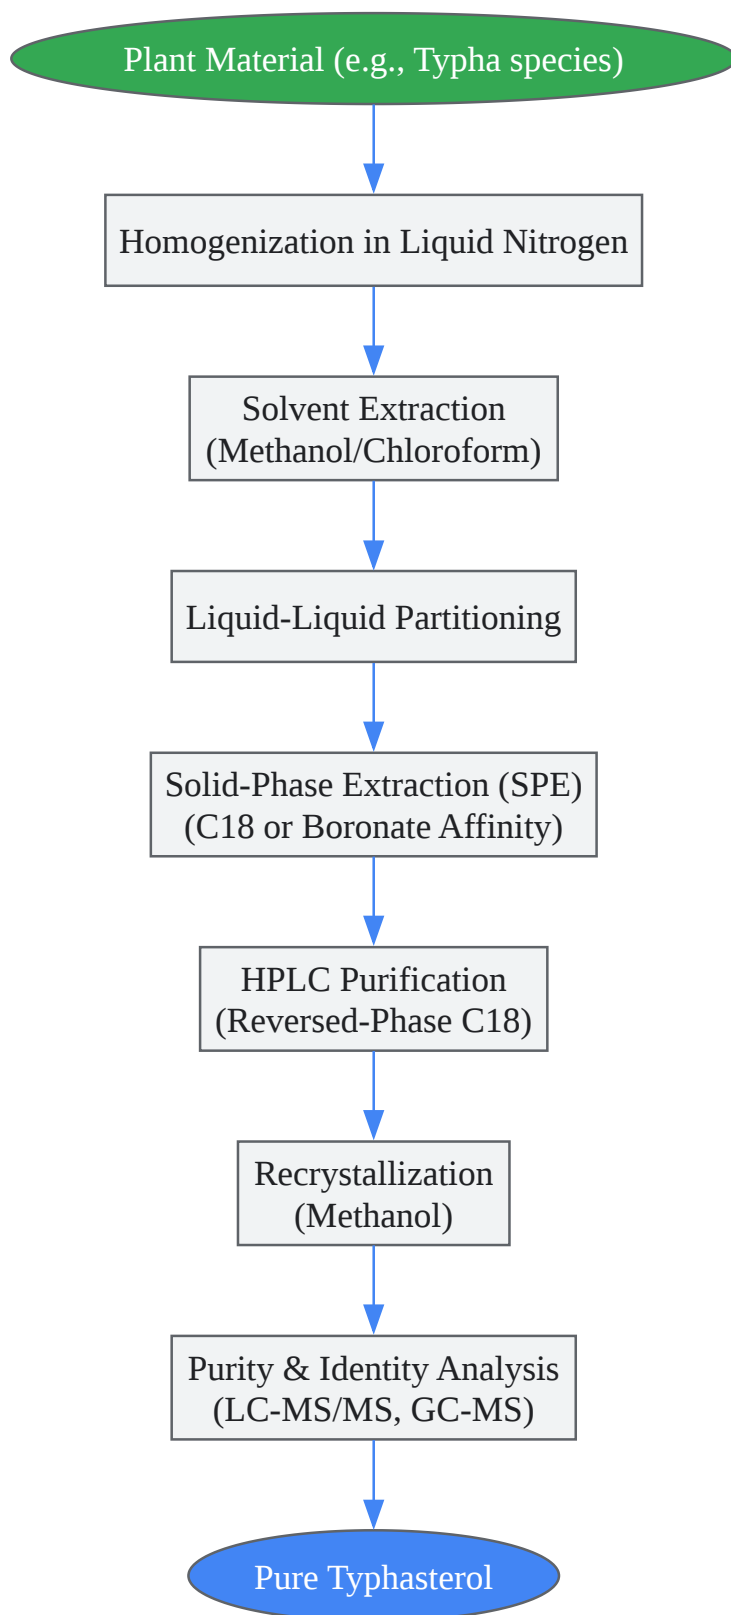 Plant Material (e.g., Typha species)
Homogenization in Liquid Nitrogen
Solvent Extraction
(Methanol/Chloroform)
Liquid-Liquid Partitioning
Solid-Phase Extraction (SPE)
(C18 or Boronate Affinity)
HPLC Purification
(Reversed-Phase C18)
Recrystallization
(Methanol)
Purity & Identity Analysis
(LC-MS/MS, GC-MS)
Pure Typhasterol